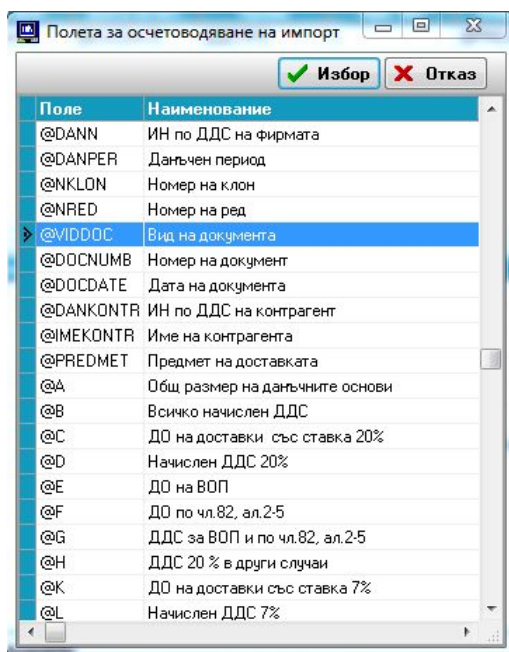 Полета за осчетоводяване на импорт
Избор Отказ
Поле Наименование
@DANN ИН по ДДС на фирмата
@DANPER Данъчен период
@NKLON Номер на клон
@NRED Номер на ред
@VIDDOC Вид на документа
@DOCNUMB Номер на документ
@DOCDATE Дата на документа
@DANKONTR ИН по ДДС на контрагент
@IMEKONTR Име на контрагента
@PREDMET Предмет на доставката
@A Общ размер на данъчните основи
@B Всичко начислен ДДС
@C ДО на доставки със ставка 20%
@D Начислен ДДС 20%
@E ДО на ВОП
@F ДО по чл.82, ал.2-5
@G ДДС за ВОП и по чл.82, ал.2-5
@H ДДС 20 % в други случаи
@K ДО на доставки със ставка 7%
@L Начислен ДДС 7%